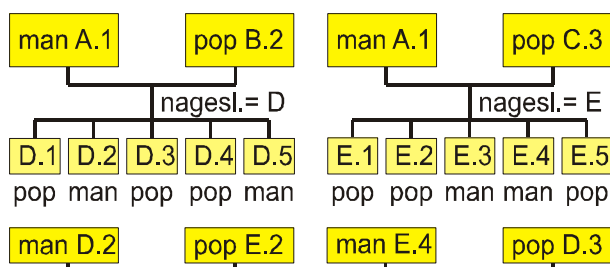 man A.1 pop B.2 man A.1 pop C.3
nagesl.= D nagesl.= E
D.1 D.2 D.3 D.4 D.5 E.1 E.2 E.3 E.4 E.5
pop man pop pop man pop pop man man pop
man D.2 pop E.2 man E.4 pop D.3